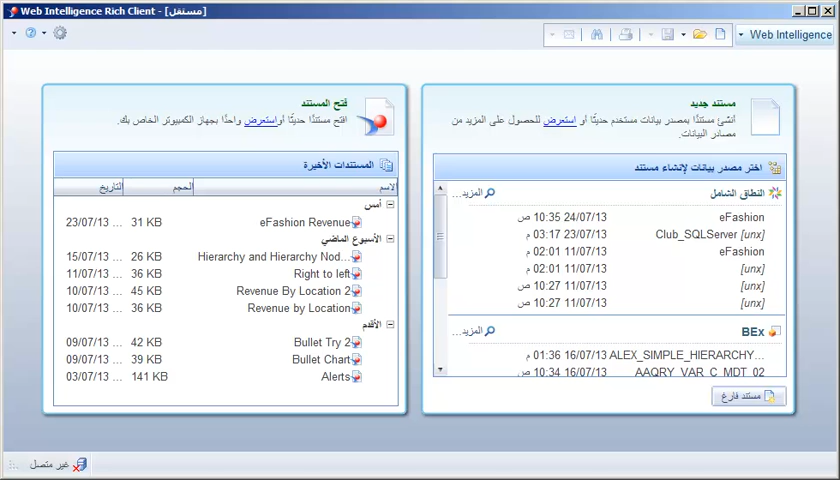 Web Intelligence Rich Client - [مستقل]
Web Intelligence
مستند جديد
أنشئ مستندًا بمصدر بيانات مستخدم حديثًا أو استعرض للحصول على المزيد من
مصادر البيانات.
اختر مصدر بيانات لإنشاء مستند
النطاق الشامل
المزيد...
eFashion 24/07/13 10:35 ص
Club_SQLServer [unx] 23/07/13 03:17 م
eFashion 11/07/13 02:01 م
[unx] 11/07/13 02:01 م
[unx] 11/07/13 10:27 ص
[unx] 11/07/13 10:27 ص
BEx
المزيد...
ALEX_SIMPLE_HIERARCHY... 16/07/13 01:36 م
AAQRY_VAR_C_MDT_02 16/07/13 10:34 ص
مستند فارغ
فتح المستند
افتح مستندًا حديثًا أو استعرض واحدًا بجهاز الكمبيوتر الخاص بك.
المستندات الأخيرة
الاسم الحجم التاريخ
أمس
eFashion Revenue 31 KB 23/07/13 ...
الأسبوع الماضي
Hierarchy and Hierarchy Nod... 26 KB 15/07/13 ...
Right to left 36 KB 11/07/13 ...
Revenue By Location 2 45 KB 10/07/13 ...
Revenue by Location 36 KB 10/07/13 ...
الأقدم
Bullet Try 2 42 KB 09/07/13 ...
Bullet Chart 39 KB 09/07/13 ...
Alerts 141 KB 03/07/13 ...
غير متصل